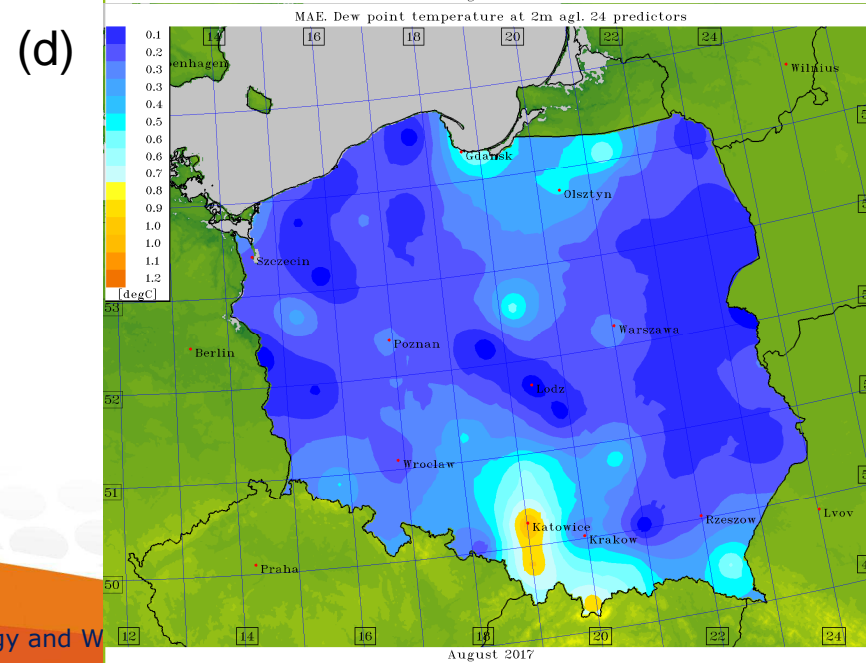 MAE. Dew point temperature at 2m agl. 24 predictors
(d)
14
16
18
20
22
24
0.1
0.2
0.3
0.3
0.4
0.5
0.6
0.6
0.7
0.8
0.9
1.0
1.0
1.1
1.2
[degC]
enhagen
Wilnius
Gdansk
Olsztyn
Szczecin
53
Warszawa
Poznan
Berlin
Lodz
52
Wroclaw
51
Katowice
Rzeszow
Lvov
Krakow
Praha
50
gy and W
12
14
16
18
20
22
24
August 2017